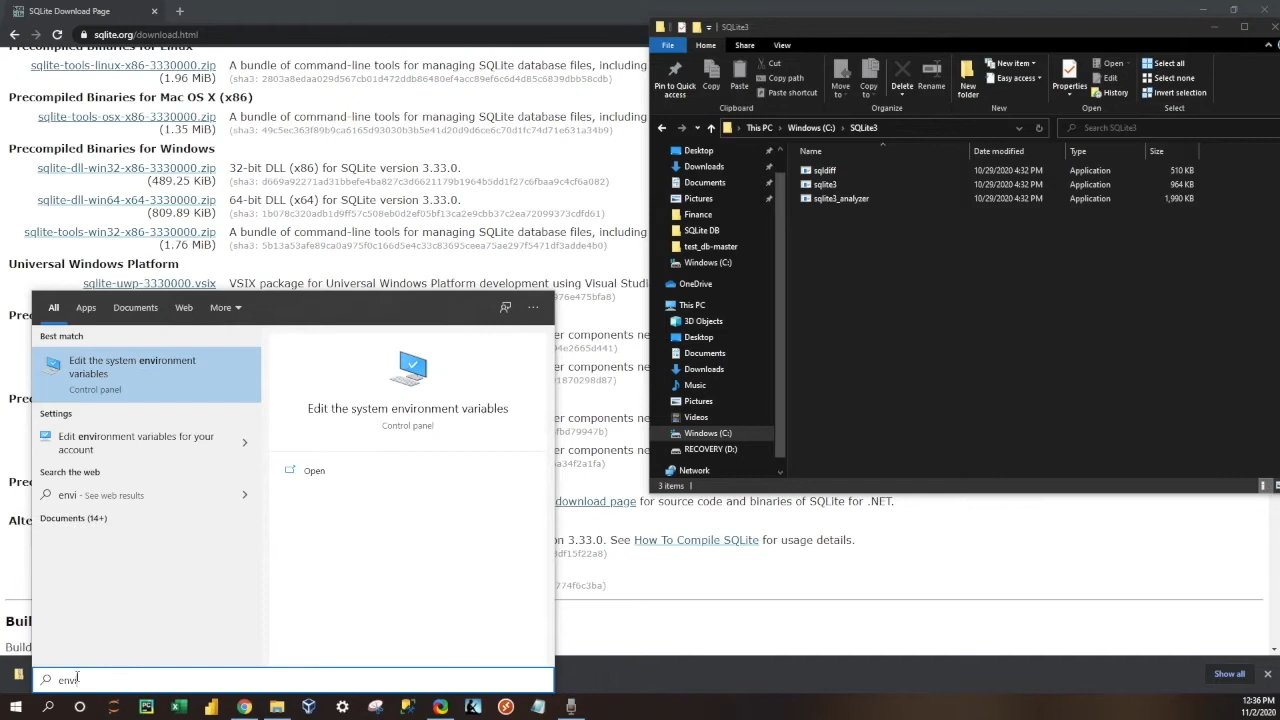 SQLite Download Page
sqlite.org/download.html
sqlite-tools-linux-x86-3330000.zip
(1.96 MiB)
A bundle of command-line tools for managing SQLite database files, including
(sha3: 2803a8edaa029d567cb01d472ddb86480ef4acc89ef6c6d4d85c6839dbb58cdb)
Precompiled Binaries for Mac OS X (x86)
sqlite-tools-osx-x86-3330000.zip
(1.35 MiB)
A bundle of command-line tools for managing SQLite database files, including
Precompiled Binaries for Windows
sqlite-dll-win32-x86-3330000.zip
(489.25 KiB)
32-bit DLL (x86) for SQLite version 3.33.0.
(sha3: d669a92271ad31bbefe4ba827c3d6621179b1964b5dd1f27c6fbaa9c4cf6a082)
sqlite-dll-win64-x64-3330000.zip
(809.89 KiB)
64-bit DLL (x64) for SQLite version 3.33.0.
(sha3: 1b078c320adb1d9ff57c508eb0d2ef05bf13ca2e9cbb37c2ea72099373cdfd61)
sqlite-tools-win32-x86-3330000.zip
(1.76 MiB)
A bundle of command-line tools for managing SQLite database files, including
(sha3: 5b13a53afe89ca0a975f0c166d5e4c33c83695ceea75ae297f5471df3adde4b0)
Universal Windows Platform
sqlite-uwp-3330000.vsix
VSIX package for Universal Windows Platform development using Visual Studi
download page for source code and binaries of SQLite for .NET.
3.33.0. See How To Compile SQLite for usage details.
Show all
SQLite3
File
Home
Share
View
Pin to Quick
access
Copy
Paste
Cut
Copy path
Paste shortcut
Clipboard
Move
to
Copy
to
Delete
Rename
Organize
New
folder
New item
Easy access
New
Properties
Open
Edit
History
Open
Select all
Select none
Invert selection
Select
This PC
Windows (C:)
SQLite3
Search SQLite3
Desktop
Downloads
Documents
Pictures
Finance
SQLite DB
test_db-master
Windows (C:)
OneDrive
This PC
3D Objects
Desktop
Documents
Downloads
Music
Pictures
Videos
Windows (C:)
RECOVERY (D:)
Network
Name Date modified Type Size
sqldiff 10/29/2020 4:32 PM Application 510 KB
sqlite3 10/29/2020 4:32 PM Application 964 KB
sqlite3_analyzer 10/29/2020 4:32 PM Application 1,990 KB
3 items
All Apps Documents Web More
Best match
Edit the system environment
variables
Control panel
Settings
Edit environment variables for your
account
Search the web
envi - See web results
Documents (14+)
Edit the system environment variables
Control panel
Open
envi
12:36 PM
11/2/2020